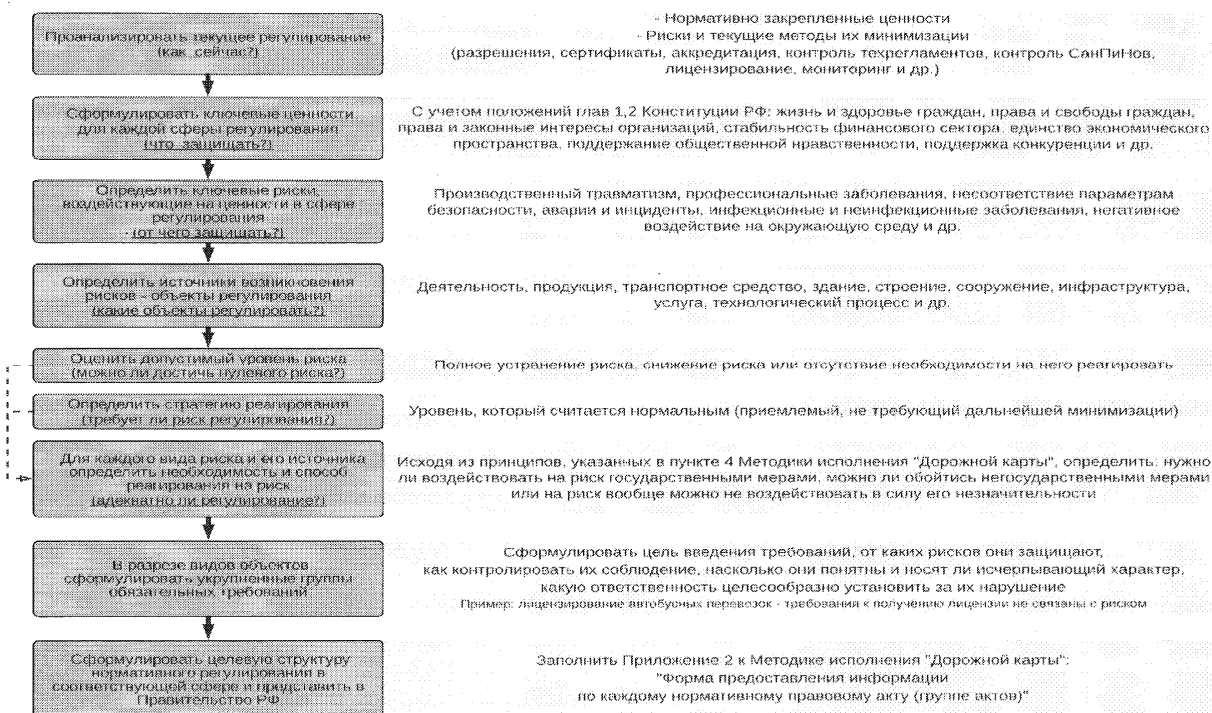 Проанализировать текущее регулирование
(как сейчас?)
- Нормативно закрепленные ценности
- Риски и текущие методы их минимизации
(разрешения, сертификаты, аккредитация, контроль техрегламентов, контроль СанПиНов,
лицензирование, мониторинг и др.)
Сформулировать ключевые ценности
для каждой сферы регулирования
(что защищать?)
С учетом положений глав 1,2 Конституции РФ: жизнь и здоровье граждан, права и свободы граждан,
права и законные интересы организаций, стабильность финансового сектора, единство экономического
пространства, поддержание общественной нравственности, поддержка конкуренции и др.
Определить ключевые риски,
воздействующие на ценности в сфере
регулирования
- (от чего защищать?)
Производственный травматизм, профессиональные заболевания, несоответствие параметрам
безопасности, аварии и инциденты, инфекционные и неинфекционные заболевания, негативное
воздействие на окружающую среду и др.
Определить источники возникновения
рисков - объекты регулирования
(какие объекты регулировать?)
Деятельность, продукция, транспортное средство, здание, строение, сооружение, инфраструктура,
услуга, технологический процесс и др.
Оценить допустимый уровень риска
(можно ли достичь нулевого риска?)
Полное устранение риска, снижение риска или отсутствие необходимости на него реагировать
Определить стратегию реагирования
(требует ли риск регулирования?)
Уровень, который считается нормальным (приемлемый, не требующий дальнейшей минимизации)
Для каждого вида риска и его источника
определить необходимость и способ
реагирования на риск
(адекватно ли регулирование?)
Исходя из принципов, указанных в пункте 4 Методики исполнения "Дорожной карты", определить: нужно
ли воздействовать на риск государственными мерами, можно ли обойтись негосударственными мерами
или на риск вообще можно не воздействовать в силу его незначительности
В разрезе видов объектов
сформулировать укрупненные группы
обязательных требований
Сформулировать цель введения требований, от каких рисков они защищают,
как контролировать их соблюдение, насколько они понятны и носят ли исчерпывающий характер,
какую ответственность целесообразно установить за их нарушение
Пример: лицензирование автобусных перевозок - требования к получению лицензии не связаны с риском
Сформулировать целевую структуру
нормативного регулирования в
соответствующей сфере и представить в
Правительство РФ
Заполнить Приложение 2 к Методике исполнения "Дорожной карты":
"Форма предоставления информации
по каждому нормативному правовому акту (группе актов)"